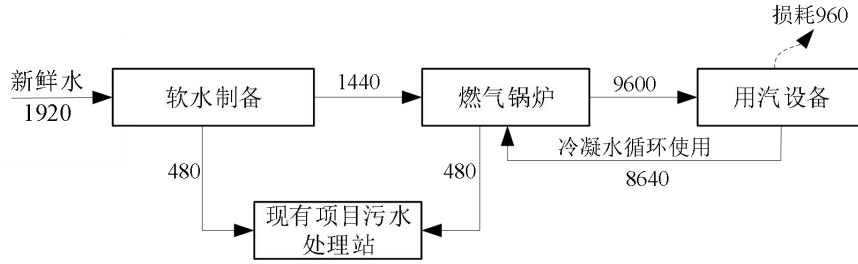 损耗960
新鲜水
1920
软水制备
1440
燃气锅炉
9600
用汽设备
冷凝水循环使用
8640
480
480
现有项目污水
处理站